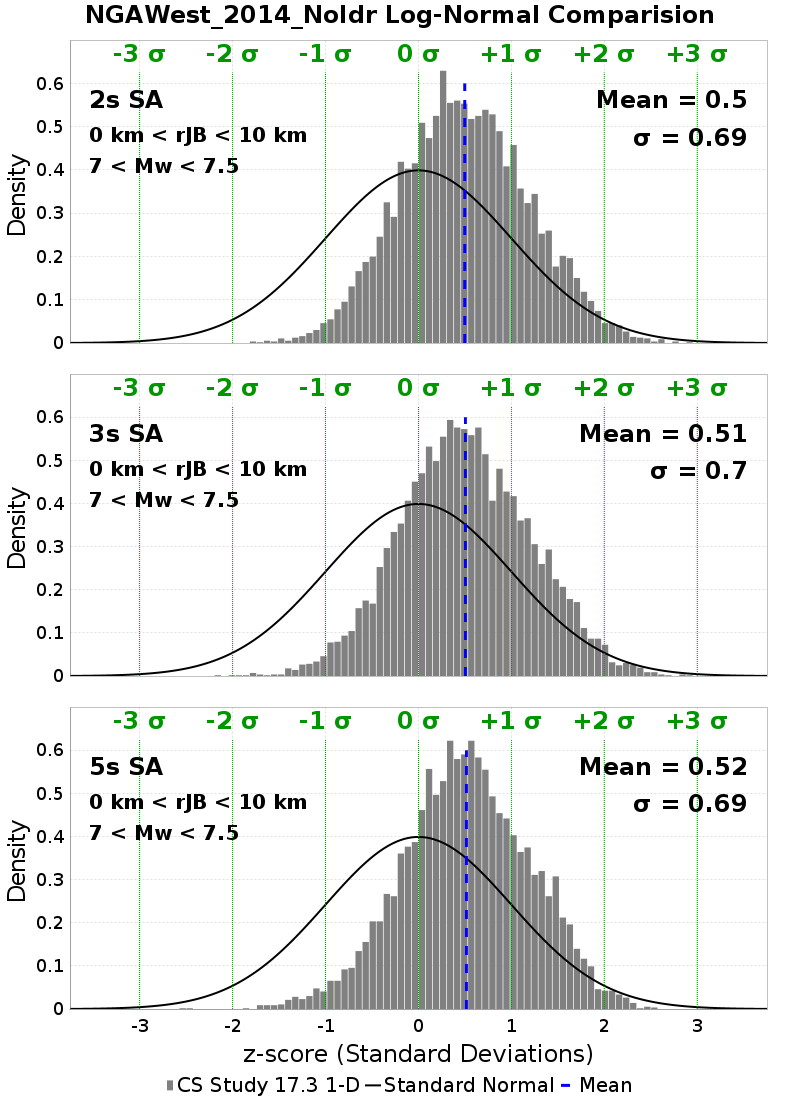 NGAWest_2014_NoIdr Log-Normal Comparision
-3 σ -2 σ -1 σ 0 σ +1 σ +2 σ +3 σ
2s SA
0 km < rJB < 10 km
7 < Mw < 7.5
Mean = 0.5
σ = 0.69
Density
0.6
0.5
0.4
0.3
0.2
0.1
0
-3 σ -2 σ -1 σ 0 σ +1 σ +2 σ +3 σ
3s SA
0 km < rJB < 10 km
7 < Mw < 7.5
Mean = 0.51
σ = 0.7
Density
0.6
0.5
0.4
0.3
0.2
0.1
0
-3 σ -2 σ -1 σ 0 σ +1 σ +2 σ +3 σ
5s SA
0 km < rJB < 10 km
7 < Mw < 7.5
Mean = 0.52
σ = 0.69
Density
0.6
0.5
0.4
0.3
0.2
0.1
0
-3 -2 -1 0 1 2 3
z-score (Standard Deviations)
CS Study 17.3 1-D Standard Normal Mean